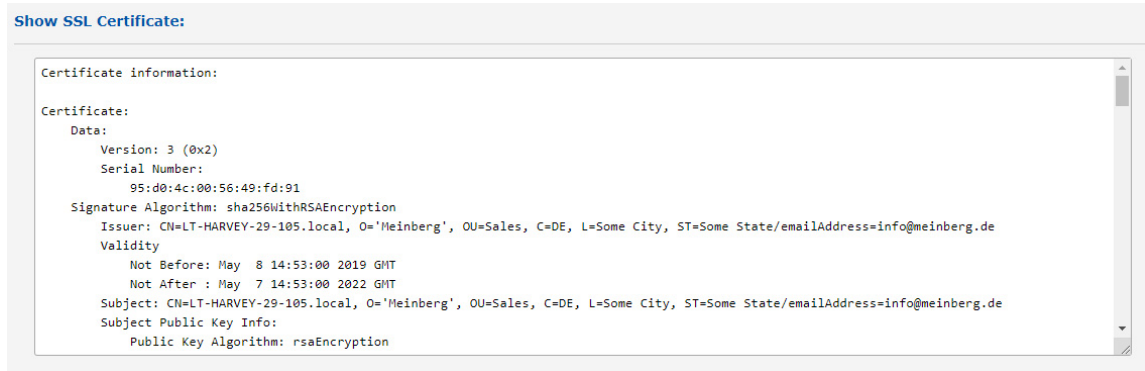 Show SSL Certificate:
Certificate information:
Certificate:
Data:
Version: 3 (0x2)
Serial Number:
95:d0:4c:00:56:49:fd:91
Signature Algorithm: sha256WithRSAEncryption
Issuer: CN=LT-HARVEY-29-105.local, O='Meinberg', OU=Sales, C=DE, L=Some City, ST=Some State/emailAddress=info@meinberg.de
Validity
Not Before: May  8 14:53:00 2019 GMT
Not After : May  7 14:53:00 2022 GMT
Subject: CN=LT-HARVEY-29-105.local, O='Meinberg', OU=Sales, C=DE, L=Some City, ST=Some State/emailAddress=info@meinberg.de
Subject Public Key Info:
Public Key Algorithm: rsaEncryption